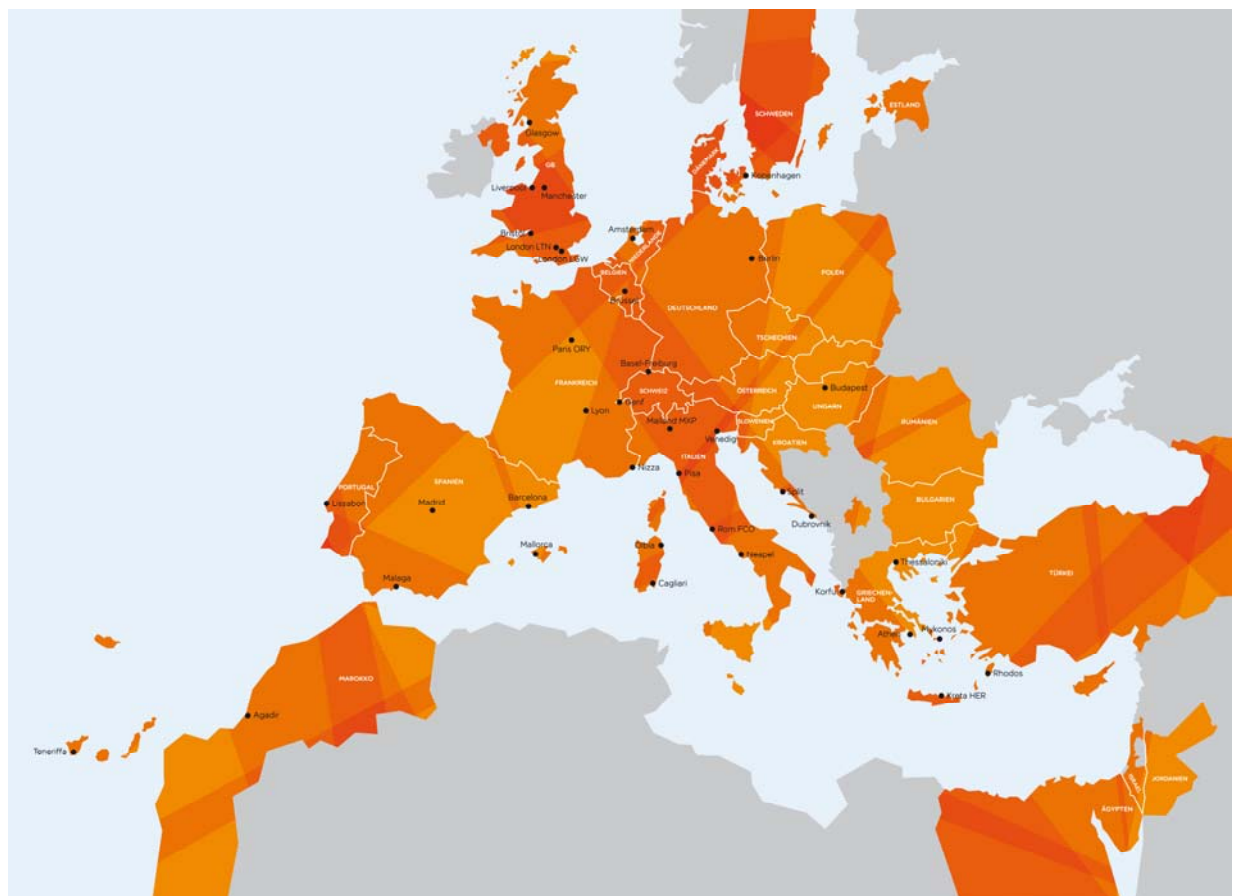 SCHWEDEN
ESTLAND
Glasgow
DÄNEMARK
GB
Kopenhagen
Liverpool
Manchester
Bristol
Amsterdam
NIEDERLANDE
London LTN
London LGW
Berlin
BELGIEN
POLEN
Brüssel
DEUTSCHLAND
TSCHECHIEN
Paris ORY
Basel-Freiburg
FRANKREICH
SCHWEIZ
ÖSTERREICH
Budapest
Genf
UNGARN
Lyon
SLOWENIEN
RUMÄNIEN
Mailand MXP
Venedig
KROATIEN
ITALIEN
Nizza
Pisa
PORTUGAL
SPANIEN
Split
Barcelona
BULGARIEN
Lissabon
Madrid
Dubrovnik
Rom FCO
Mallorca
Olbia
Neapel
Thessaloniki
TÜRKEI
Malaga
Cagliari
Korfu
GRIECHEN-
LAND
Athen
Mykonos
Rhodos
MAROKKO
Kreta HER
Agadir
Teneriffa
ISRAEL
JORDANIEN
ÄGYPTEN